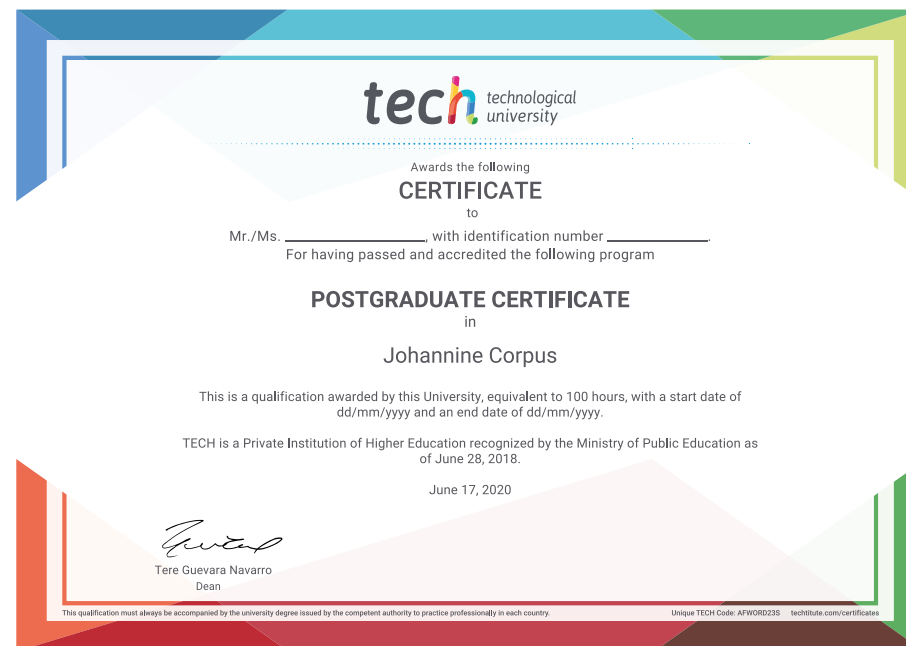 tech technological
university
Awards the following
CERTIFICATE
to
Mr./Ms. ____________, with identification number ____________.
For having passed and accredited the following program
POSTGRADUATE CERTIFICATE
in
Johannine Corpus
This is a qualification awarded by this University, equivalent to 100 hours, with a start date of
dd/mm/yyyy and an end date of dd/mm/yyyy.
TECH is a Private Institution of Higher Education recognized by the Ministry of Public Education as
of June 28, 2018.
June 17, 2020
Tere Guevara Navarro
Dean
This qualification must always be accompanied by the university degree issued by the competent authority to practice professionally in each country.
Unique TECH Code: AFWORD23S techtitute.com/certificates